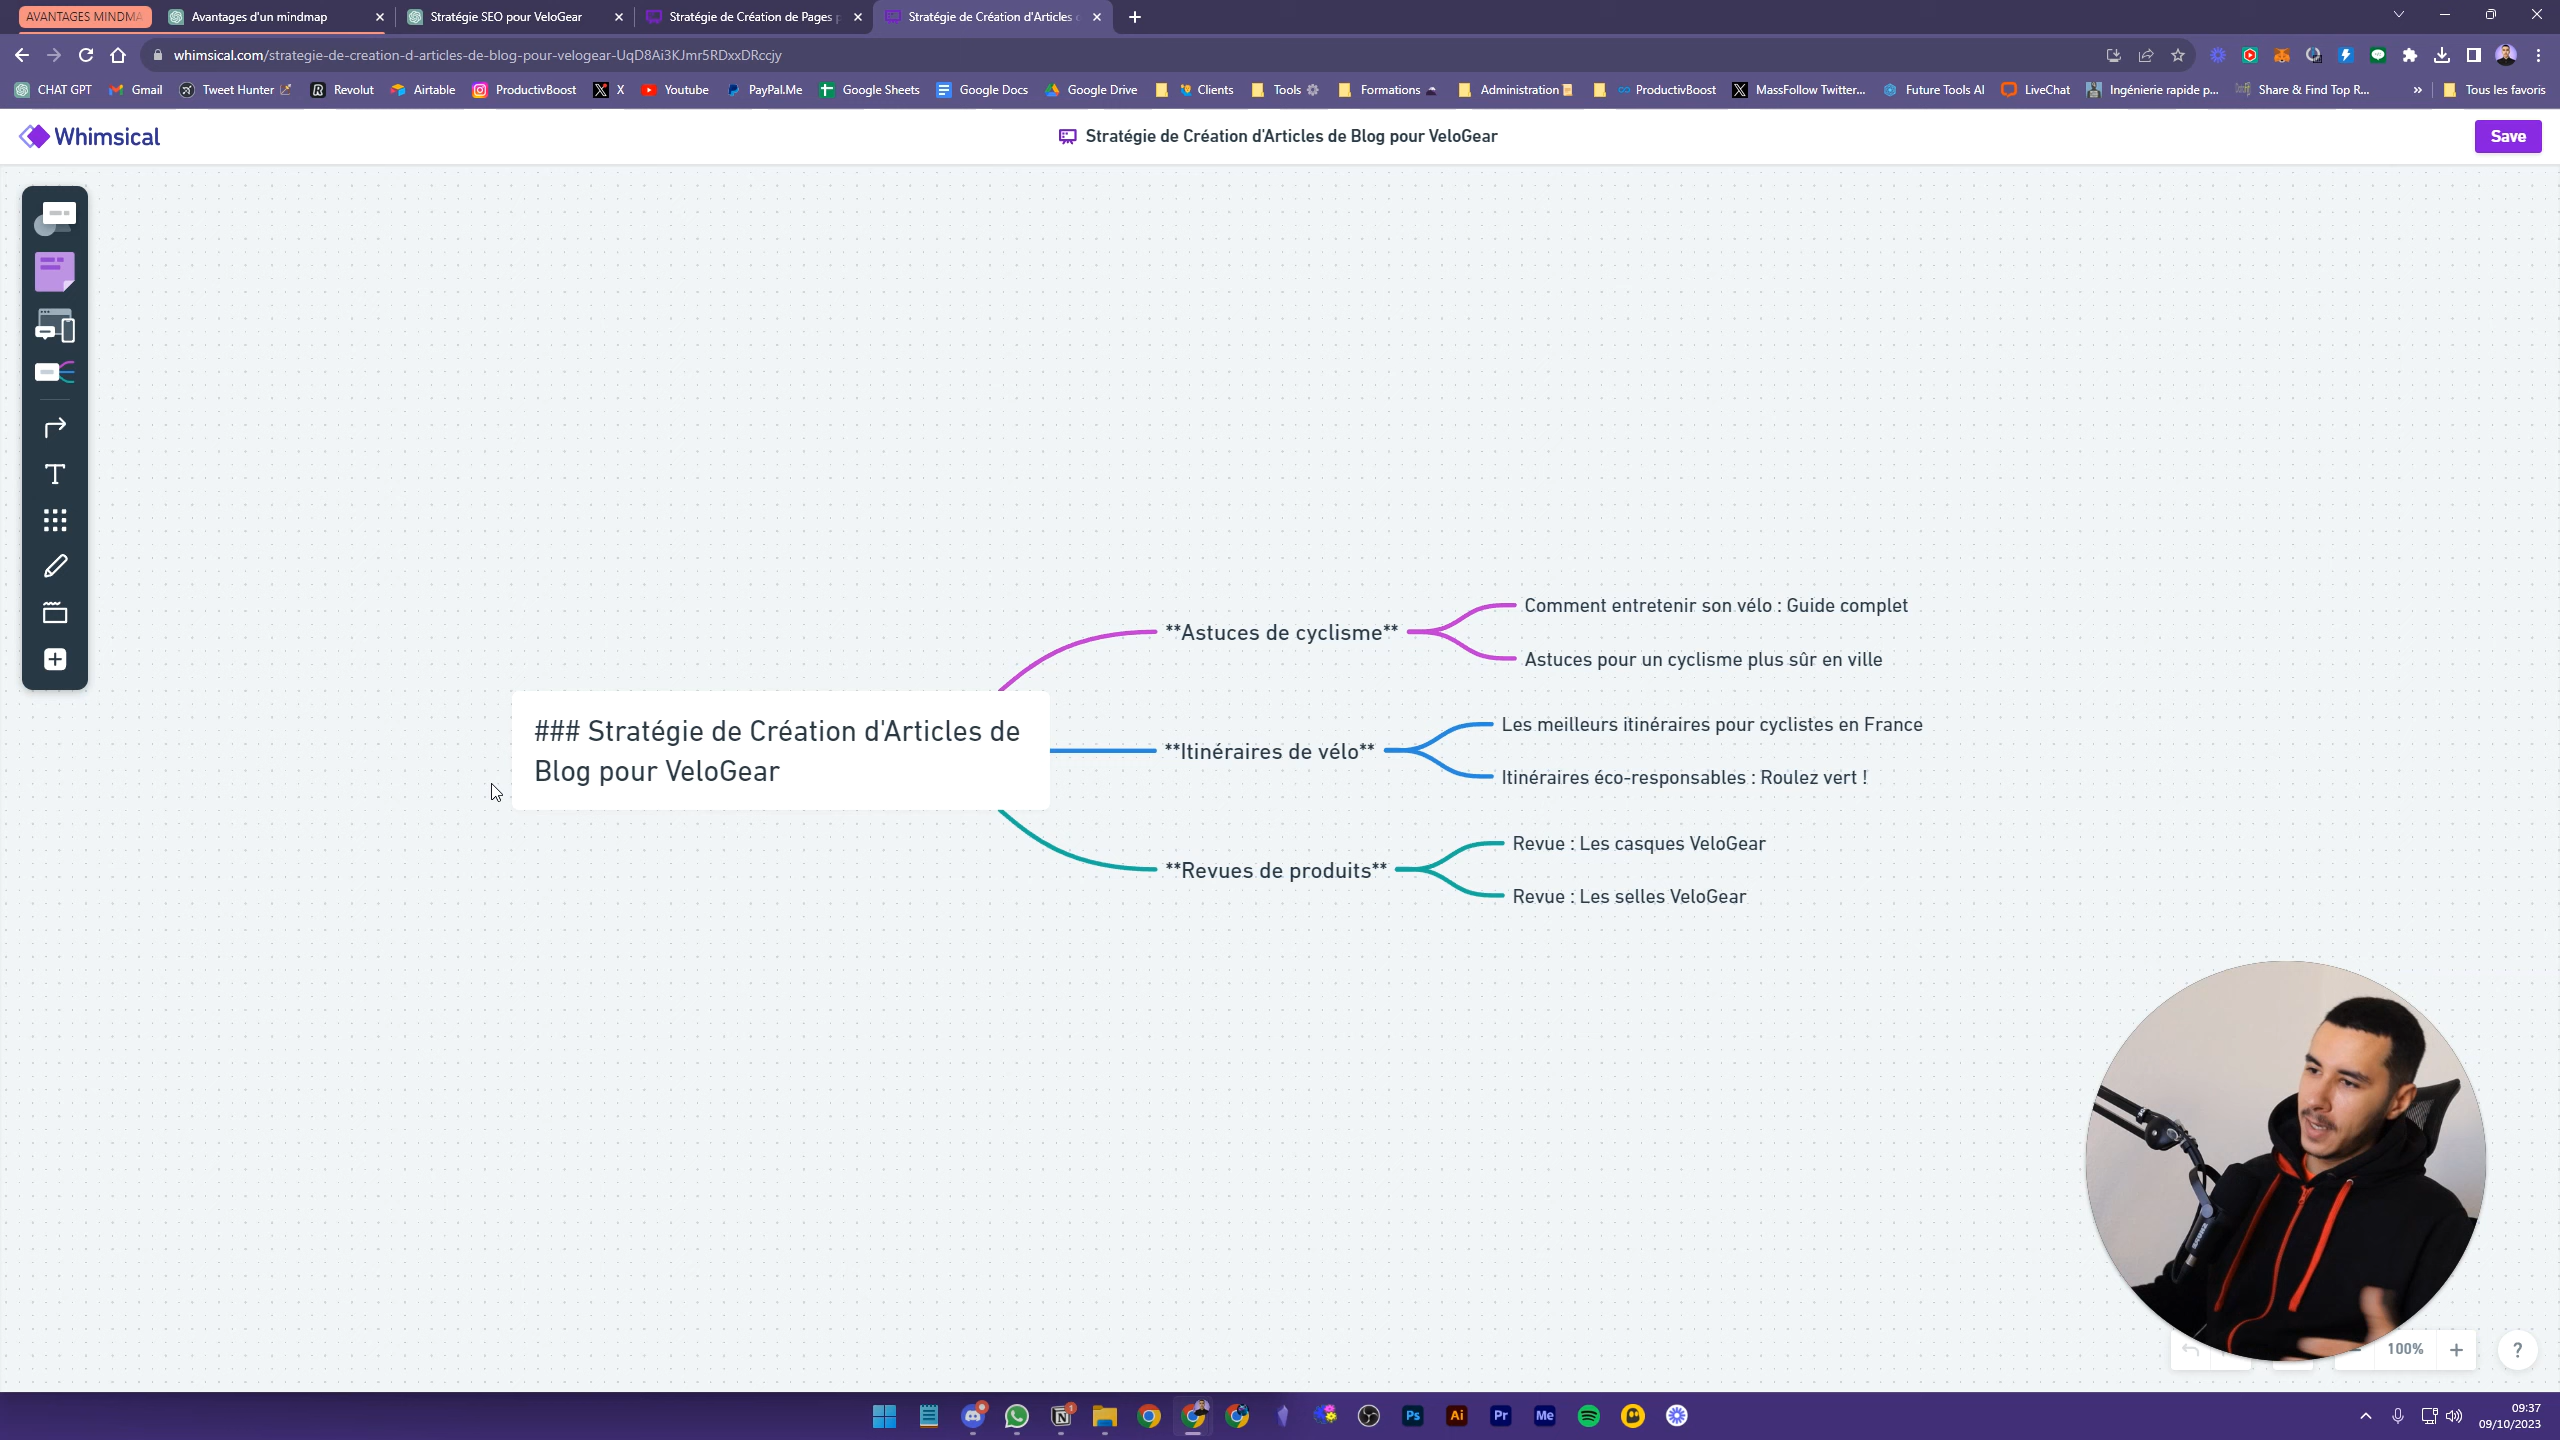 AVANTAGES MINDMA
Avantages d'un mindmap
Stratégie SEO pour VeloGear
Stratégie de Création de Pages p
Stratégie de Création d'Articles d
whimsical.com/strategie-de-creation-d-articles-de-blog-pour-velogear-UqD8Ai3KJmr5RDxxDRccjy
CHAT GPT
Gmail
Tweet Hunter
Revolut
Airtable
ProductivBoost
X
Youtube
PayPal.Me
Google Sheets
Google Docs
Google Drive
Clients
Tools
Formations
Administration
ProductivBoost
MassFollow Twitter...
Future Tools AI
LiveChat
Ingénierie rapide p...
Share & Find Top R...
»
Tous les favoris
Whimsical
Stratégie de Création d'Articles de Blog pour VeloGear
Save
### Stratégie de Création d'Articles de
Blog pour VeloGear
**Astuces de cyclisme**
Comment entretenir son vélo : Guide complet
Astuces pour un cyclisme plus sûr en ville
**Itinéraires de vélo**
Les meilleurs itinéraires pour cyclistes en France
Itinéraires éco-responsables : Roulez vert !
**Revues de produits**
Revue : Les casques VeloGear
Revue : Les selles VeloGear
100%
?
Ps
Ai
Pr
Me
09:37
09/10/2023